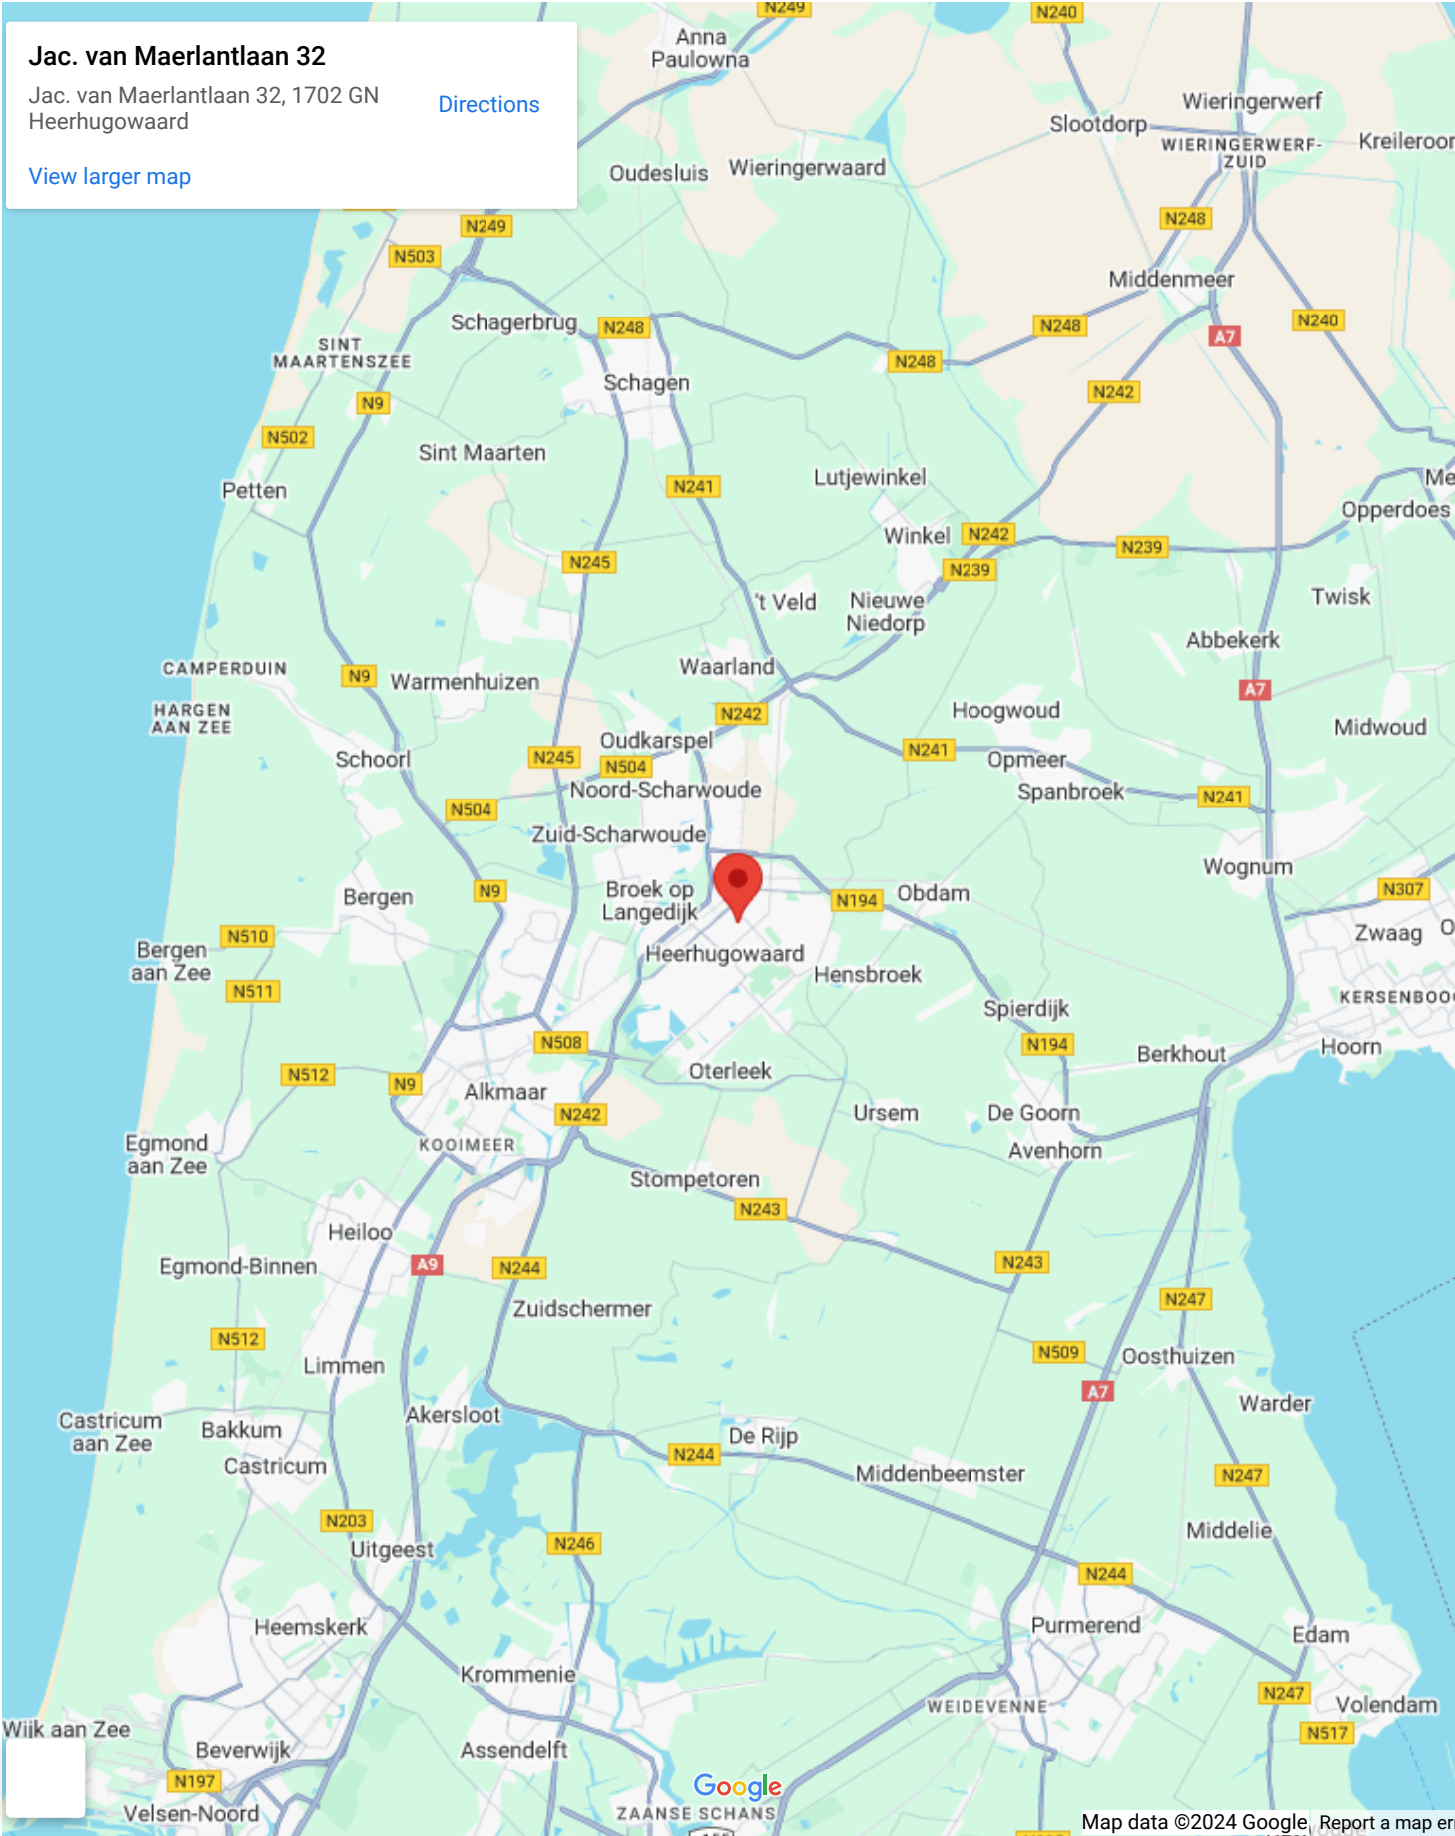 Jac. van Maerlantlaan 32
Jac. van Maerlantlaan 32, 1702 GN
Heerhugowaard
Directions
View larger map
N249
N240
Anna
Paulowna
Wieringerwerf
Slootdorp
WIERINGERWERF-
ZUID
Kreileroor
Oudesluis
Wieringerwaard
N249
N248
N503
Middenmeer
Schagerbrug
N248
N248
N240
A7
SINT
MAARTENSZEE
N248
Schagen
N242
N9
N502
Sint Maarten
Lutjewinkel
Me
Petten
N241
Opperdoes
Winkel
N242
N239
N245
N239
't Veld
Nieuwe
Niedorp
Twisk
Abbekerk
CAMPERDUIN
N9
Warmenhuizen
Waarland
A7
HARGEN
AAN ZEE
N242
Hoogwoud
Midwoud
Oudkarspel
Schoorl
N245
N504
N241
Opmeer
Noord-Scharwoude
Spanbroek
N241
N504
Zuid-Scharwoude
Wognum
Bergen
N9
Broek op
Langedijk
N194
Obdam
N307
N510
Zwaag
O
Bergen
aan Zee
Heerhugowaard
Hensbroek
N511
KERSENBOO
Spierdijk
N508
N194
Berkhout
Hoorn
N512
N9
Oterleek
Alkmaar
N242
Ursem
De Goorn
KOOIMEER
Egmond
aan Zee
Avenhorn
Stompetoren
N243
Heiloo
Egmond-Binnen
A9
N244
N243
N247
Zuidschermer
N512
N509
Oosthuizen
Limmen
A7
Warder
Castricum
aan Zee
Bakkum
Akersloot
De Rijp
N244
Castricum
Middenbeemster
N247
N203
Middelie
Uitgeest
N246
N244
Heemskerk
Purmerend
Edam
Krommenie
N247
Volendam
WEIDEVENNE
Wijk aan Zee
N517
Beverwijk
Assendelft
N197
Google
Velsen-Noord
ZAANSE SCHANS
Map data ©2024 Google
Report a map er